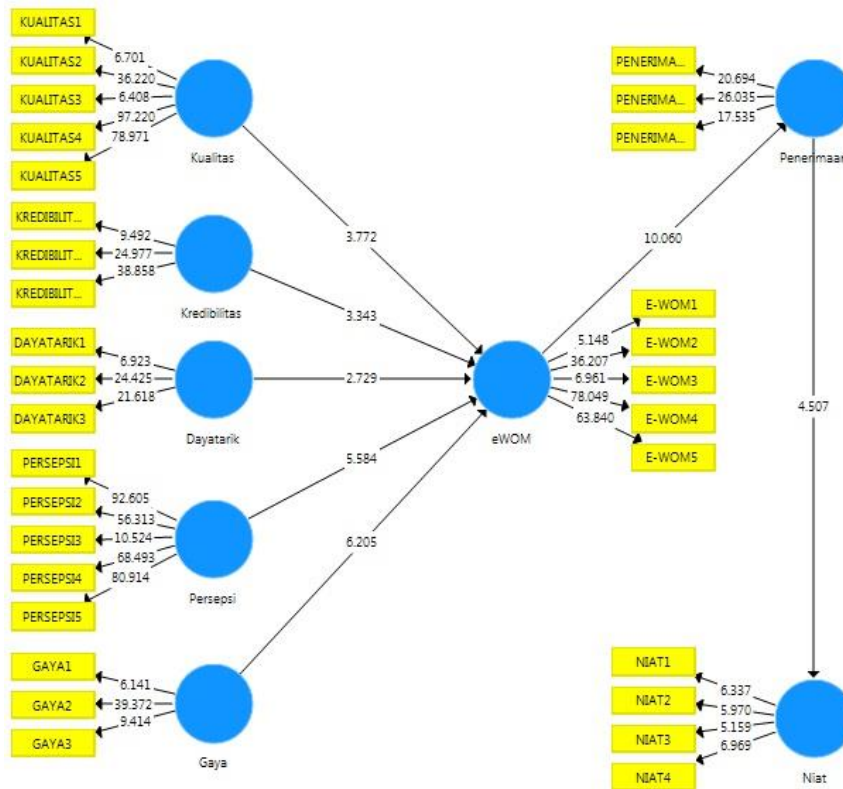 KUALITAS1
KUALITAS2
KUALITAS3
KUALITAS4
KUALITAS5
6.701
36.220
6.408
97.220
78.971
Kualitas
KREDIBILIT...
KREDIBILIT...
KREDIBILIT...
9.492
24.977
38.858
Kredibilitas
DAYATARIK1
DAYATARIK2
DAYATARIK3
6.923
24.425
21.618
Dayatarik
PERSEPSI1
PERSEPSI2
PERSEPSI3
PERSEPSI4
PERSEPSI5
92.605
56.313
10.524
68.493
80.914
Persepsi
GAYA1
GAYA2
GAYA3
6.141
39.372
9.414
Gaya
3.772
3.343
2.729
5.584
6.205
eWOM
5.148
36.207
6.961
78.049
63.840
E-WOM1
E-WOM2
E-WOM3
E-WOM4
E-WOM5
10.060
PENERIMA...
PENERIMA...
PENERIMA...
20.694
26.035
17.535
Penerimaan
4.507
NIAT1
NIAT2
NIAT3
NIAT4
6.337
5.970
5.159
6.969
Niat